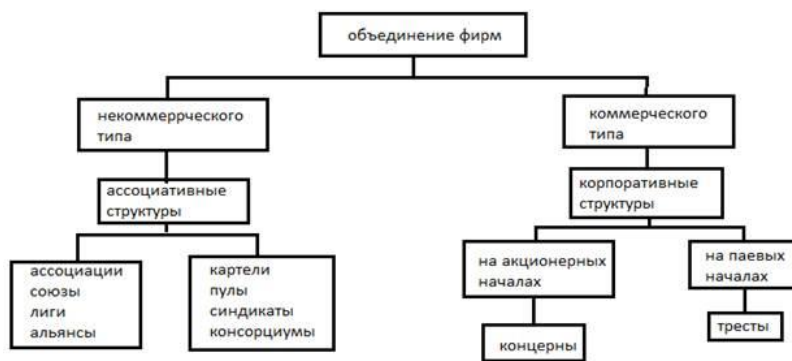 объединение фирм
некоммеррческого
типа
коммерческого
типа
ассоциативные
структуры
корпоративные
структуры
ассоциации
союзы
лиги
альянсы
картели
пулы
синдикаты
консорциумы
на акционерных
началах
на паевых
началах
концерны
тресты